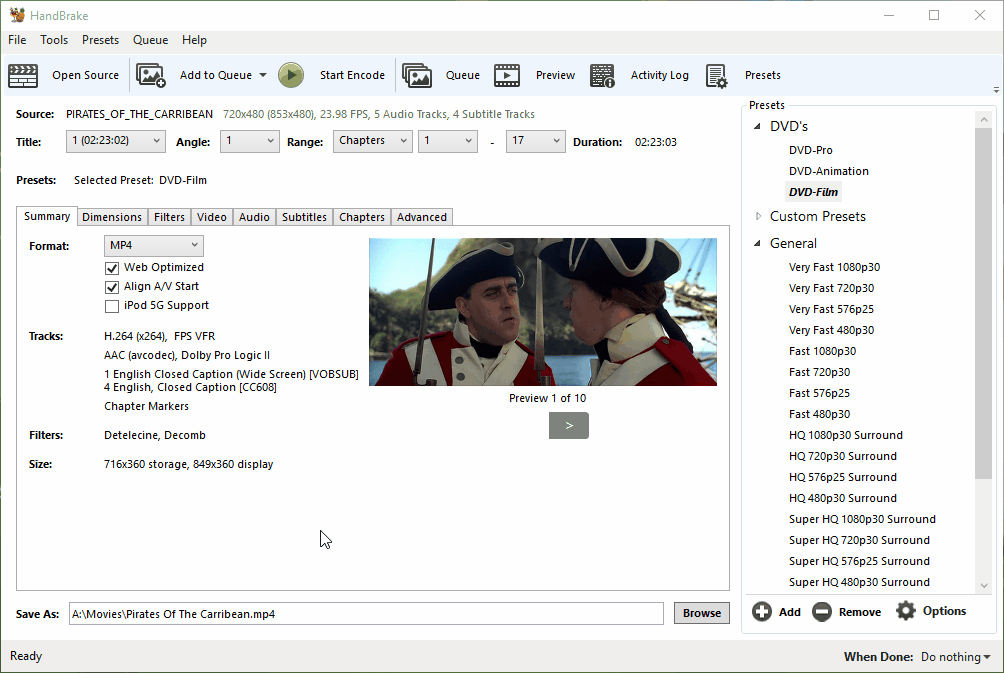 HandBrake
File Tools Presets Queue Help
Open Source Add to Queue Start Encode Queue Preview Activity Log Presets
Source: PIRATES_OF_THE_CARRIBEAN 720x480 (853x480), 23.98 FPS, 5 Audio Tracks, 4 Subtitle Tracks
Title: 1 (02:23:02) Angle: 1 Range: Chapters 1 - 17 Duration: 02:23:03
Presets: Selected Preset: DVD-Film
Summary Dimensions Filters Video Audio Subtitles Chapters Advanced
Format: MP4
Web Optimized
Align A/V Start
iPod 5G Support
Tracks: H.264 (x264), FPS VFR
AAC (avcodec), Dolby Pro Logic II
1 English Closed Caption (Wide Screen) [VOBSUB]
4 English, Closed Caption [CC608]
Chapter Markers
Filters: Detelecine, Decomb
Size: 716x360 storage, 849x360 display
Preview 1 of 10
>
Save As: A:\Movies\Pirates Of The Carribean.mp4 Browse
Presets
DVD's
DVD-Pro
DVD-Animation
DVD-Film
Custom Presets
General
Very Fast 1080p30
Very Fast 720p30
Very Fast 576p25
Very Fast 480p30
Fast 1080p30
Fast 720p30
Fast 576p25
Fast 480p30
HQ 1080p30 Surround
HQ 720p30 Surround
HQ 576p25 Surround
HQ 480p30 Surround
Super HQ 1080p30 Surround
Super HQ 720p30 Surround
Super HQ 576p25 Surround
Super HQ 480p30 Surround
Add Remove Options
Ready When Done: Do nothing